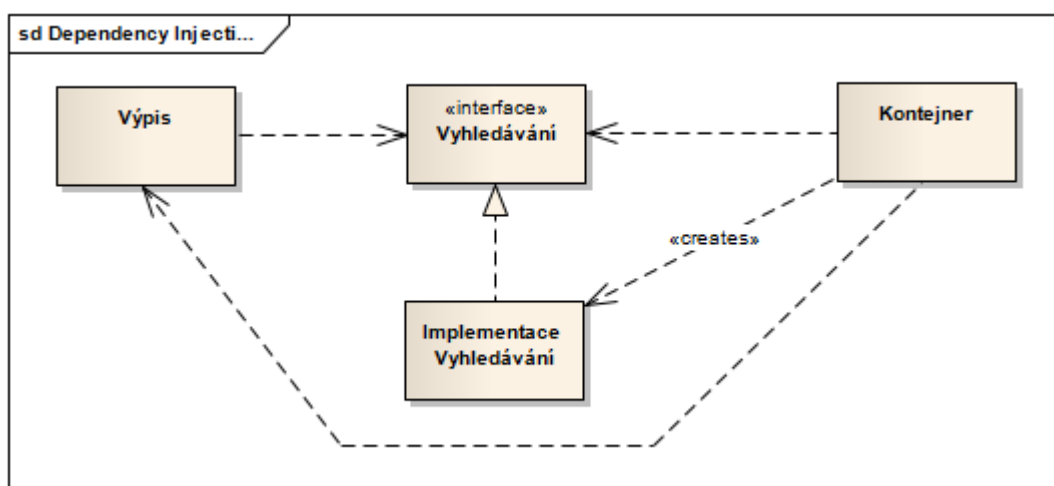 sd Dependency Injecti...
Výpis
«interface»
Vyhledávání
Kontejner
«creates»
Implementace
Vyhledávání